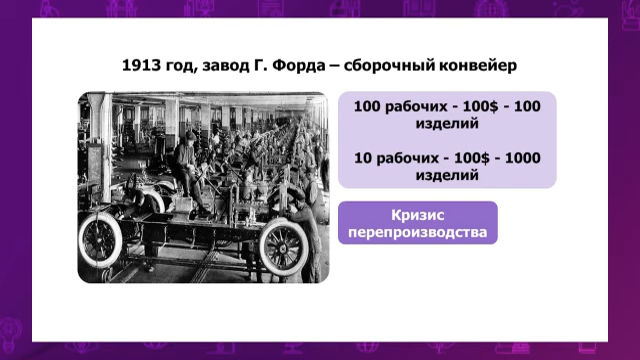 1913 год, завод Г. Форда – сборочный конвейер
100 рабочих - 100$ - 100
изделий
10 рабочих - 100$ - 1000
изделий
Кризис
перепроизводства